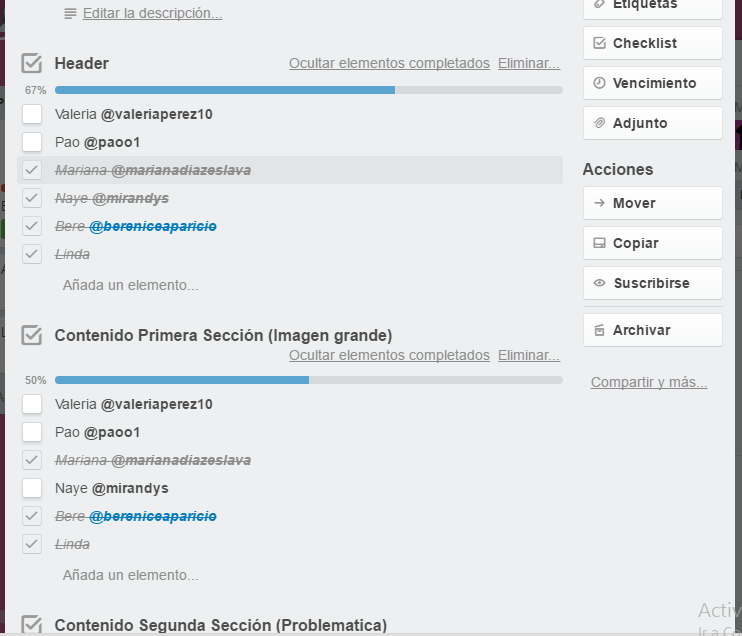 Editar la descripción...
Header
Ocultar elementos completados Eliminar...
67%
Valeria @valeriaperez10
Pao @paoo1
Mariana @marianadiazeslava
Naye @mirandys
Bere @bereniceaparicio
Linda
Añada un elemento...
Contenido Primera Sección (Imagen grande)
Ocultar elementos completados Eliminar...
50%
Valeria @valeriaperez10
Pao @paoo1
Mariana @marianadiazeslava
Naye @mirandys
Bere @bereniceaparicio
Linda
Añada un elemento...
Contenido Segunda Sección (Problematica)
Etiquetas
Checklist
Vencimiento
Adjunto
Acciones
Mover
Copiar
Suscribirse
Archivar
Compartir y más...
Activ
Ir a Co